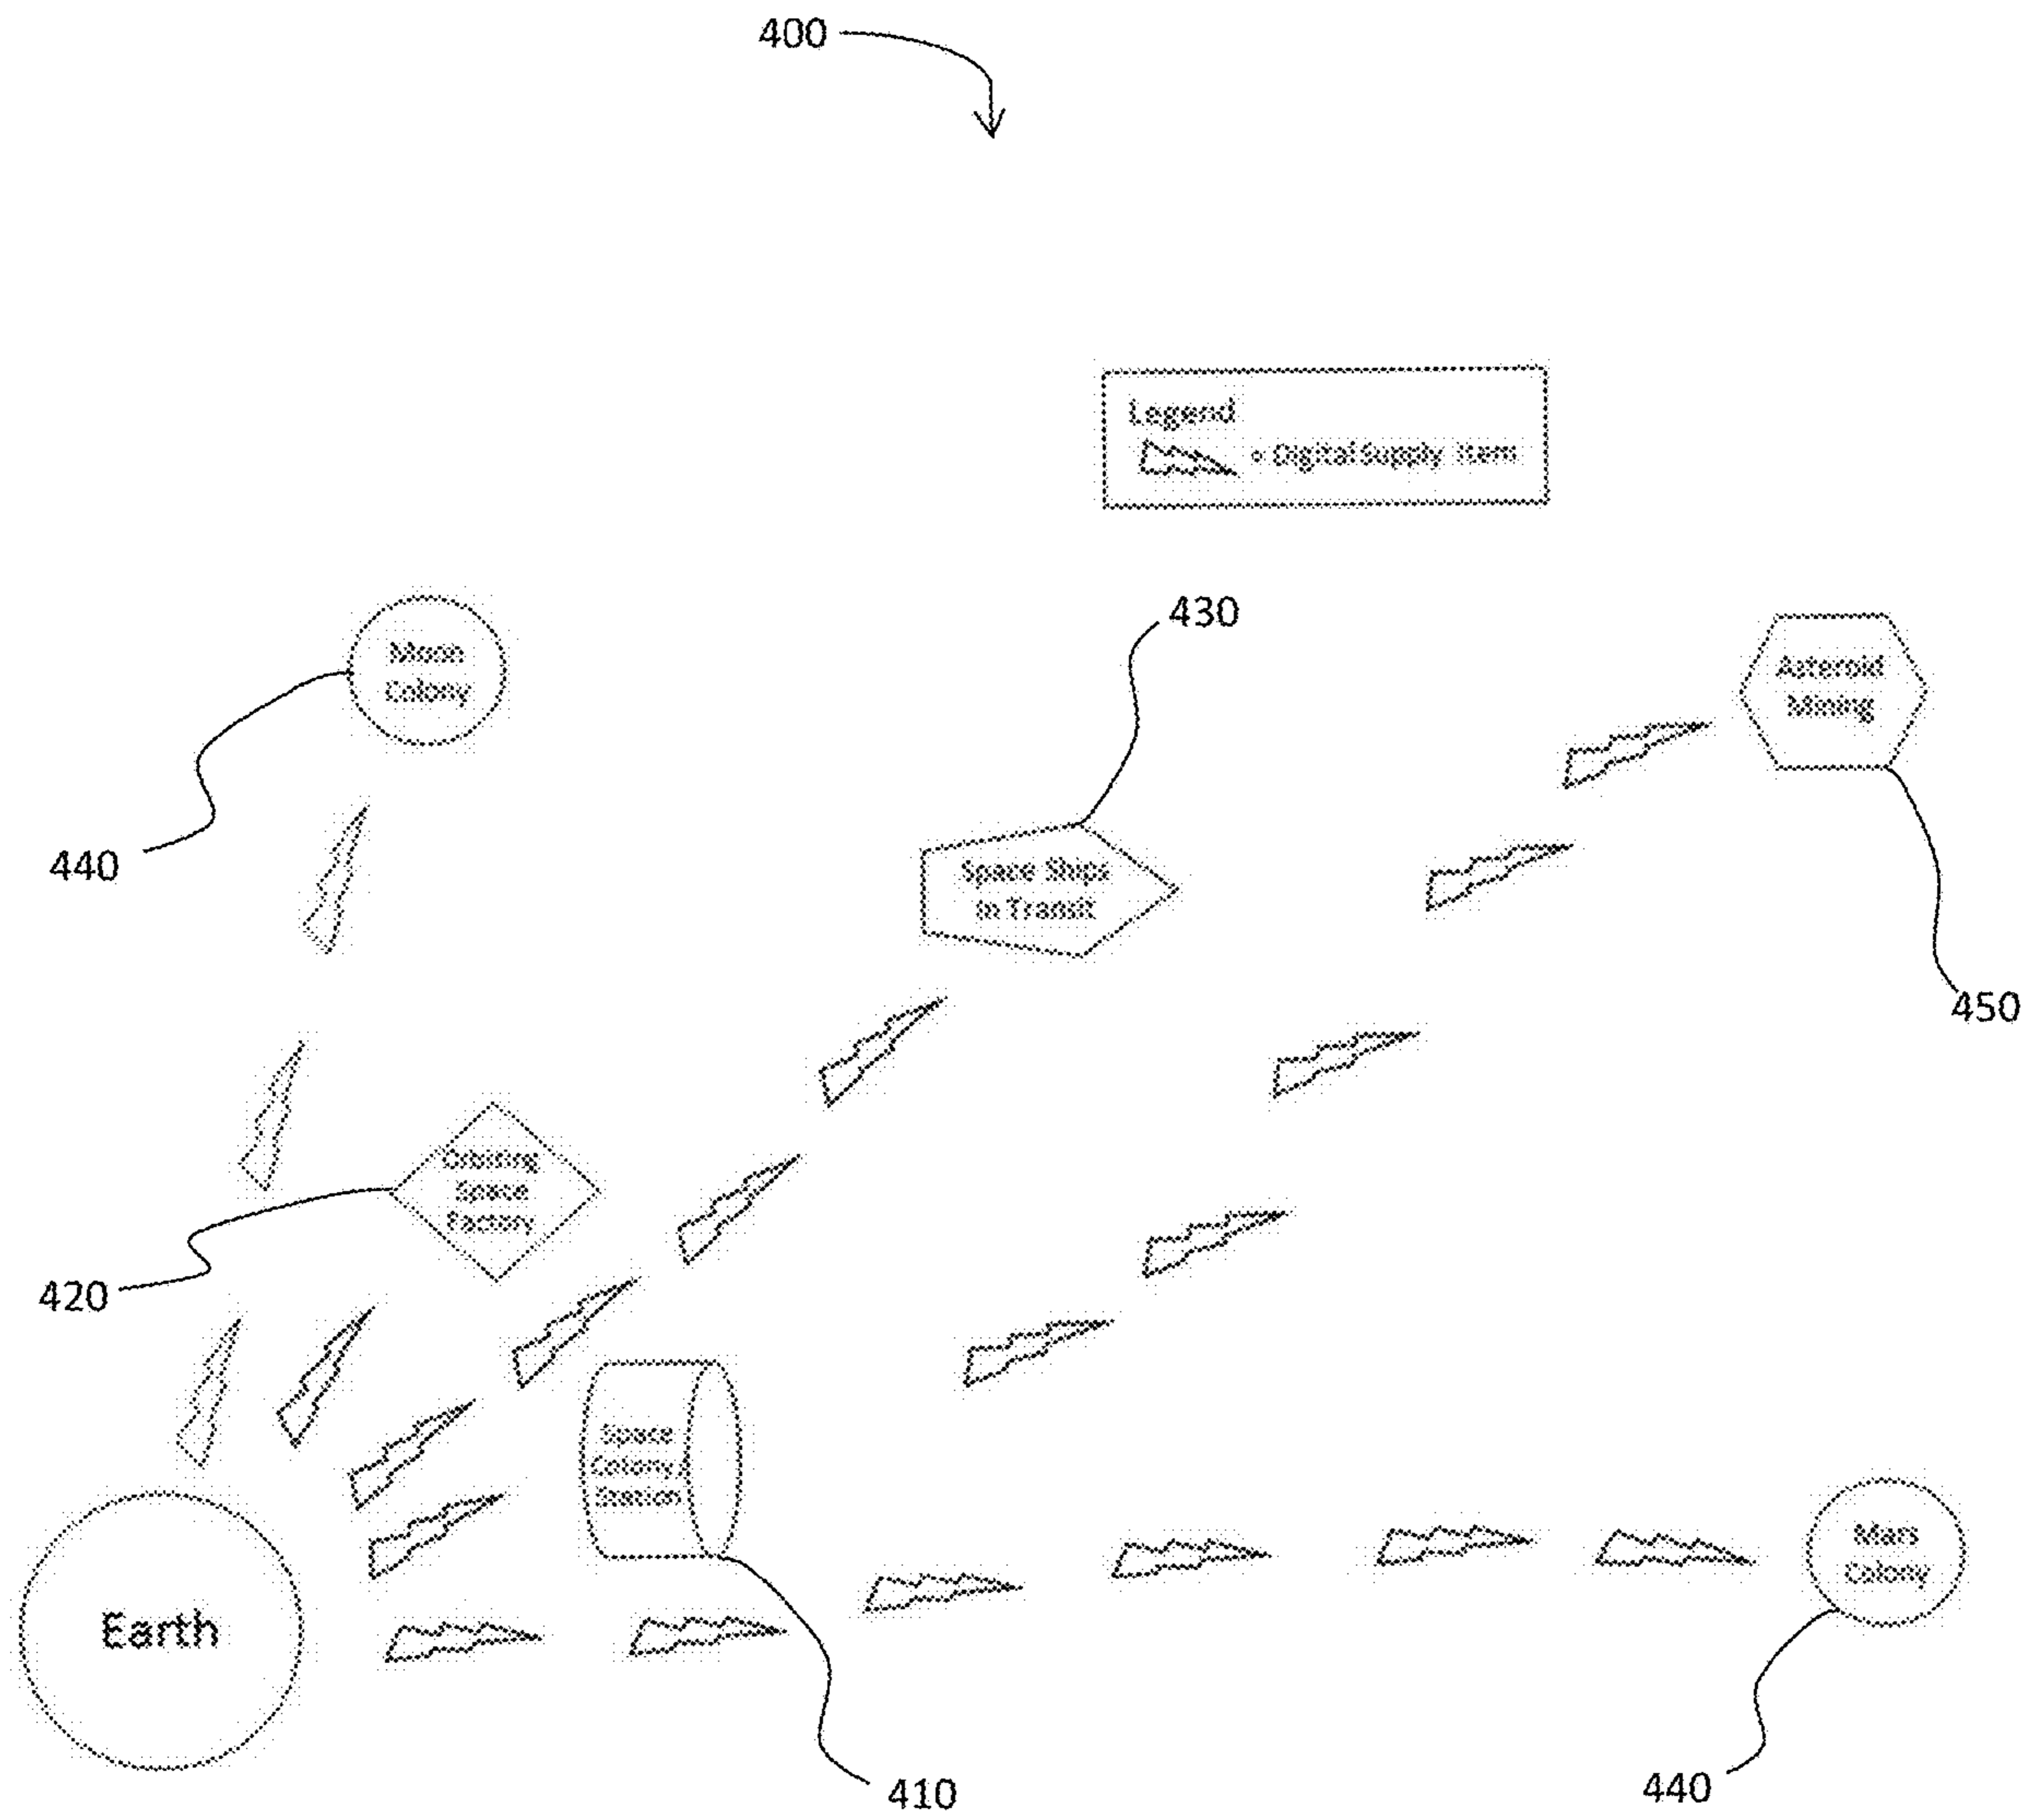 400
Legend
= Digital Supply Item
Moon
Colony
440
430
Asteroid
Mining
450
Space Ships
in Transit
Orbiting
Space
Factory
420
Space
Colony/
Station
410
Earth
Mars
Colony
440